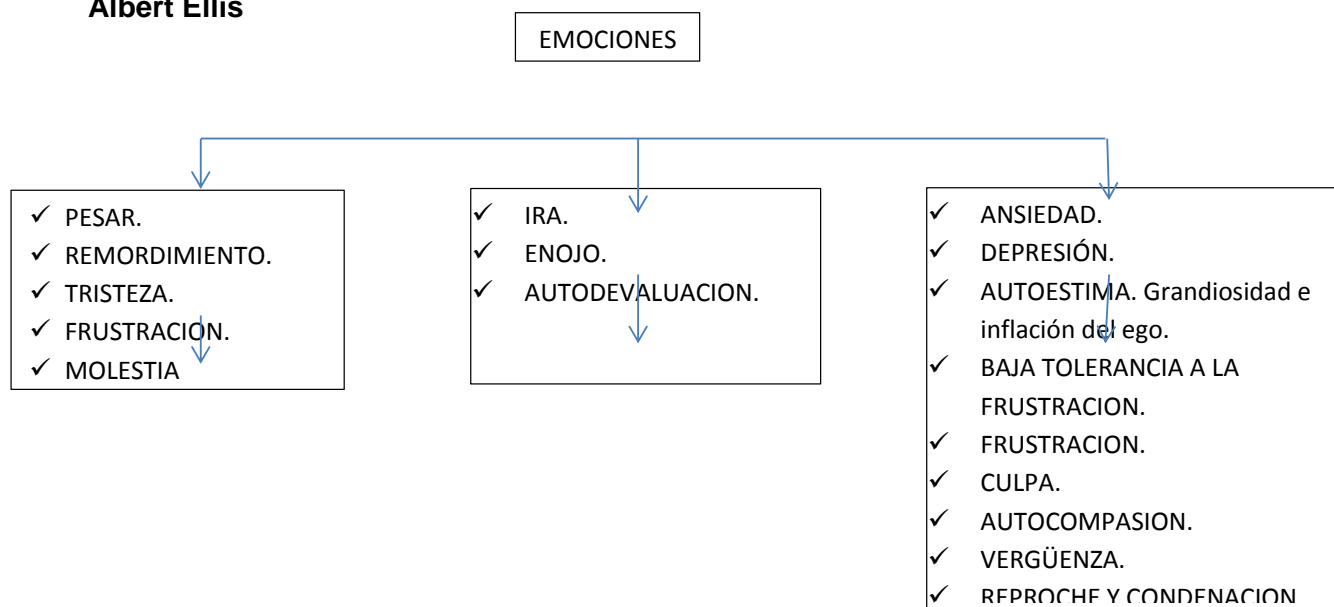 Albert Ellis
EMOCIONES
✓ PESAR.
✓ REMORDIMIENTO.
✓ TRISTEZA.
✓ FRUSTRACION.
✓ MOLESTIA
✓ IRA.
✓ ENOJO.
✓ AUTODEVALUACION.
✓ ANSIEDAD.
✓ DEPRESIÓN.
✓ AUTOESTIMA. Grandiosidad e
inflación del ego.
✓ BAJA TOLERANCIA A LA
FRUSTRACION.
✓ FRUSTRACION.
✓ CULPA.
✓ AUTOCOMPASION.
✓ VERGÜENZA.
✓ REPROCHE Y CONDENACION